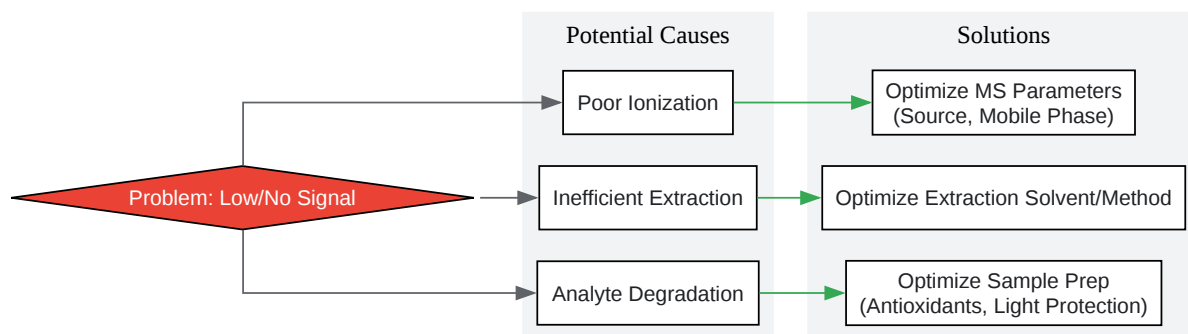 Potential Causes
Solutions
Poor Ionization
Optimize MS Parameters
(Source, Mobile Phase)
Problem: Low/No Signal
Inefficient Extraction
Optimize Extraction Solvent/Method
Analyte Degradation
Optimize Sample Prep
(Antioxidants, Light Protection)